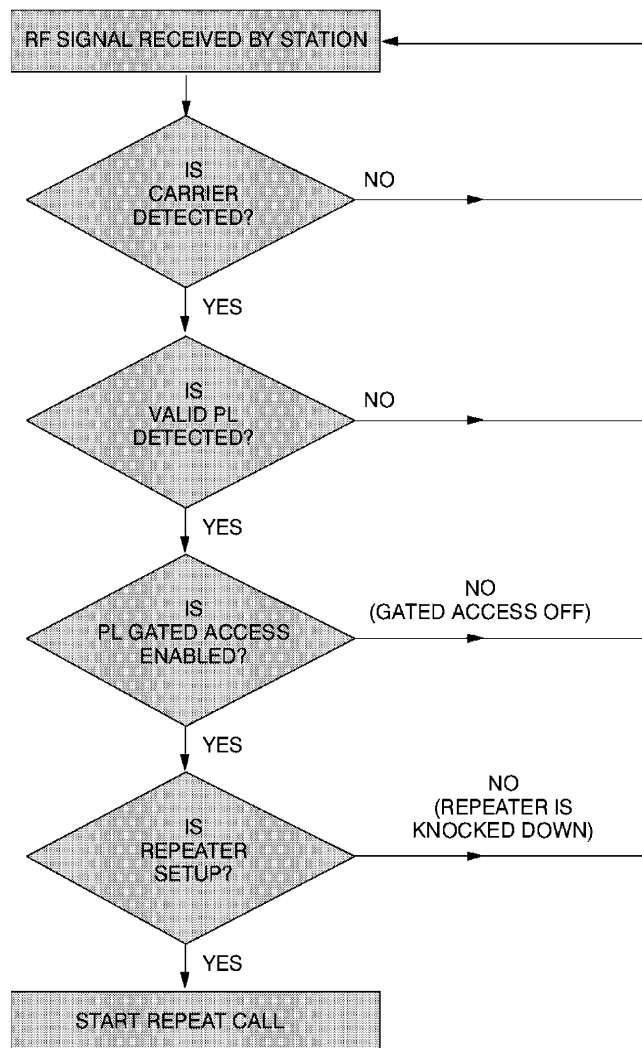 RF SIGNAL RECEIVED BY STATION
IS
CARRIER
DETECTED?
NO
YES
IS
VALID PL
DETECTED?
NO
YES
IS
PL GATED ACCESS
ENABLED?
NO
(GATED ACCESS OFF)
YES
IS
REPEATER
SETUP?
NO
(REPEATER IS
KNOCKED DOWN)
YES
START REPEAT CALL